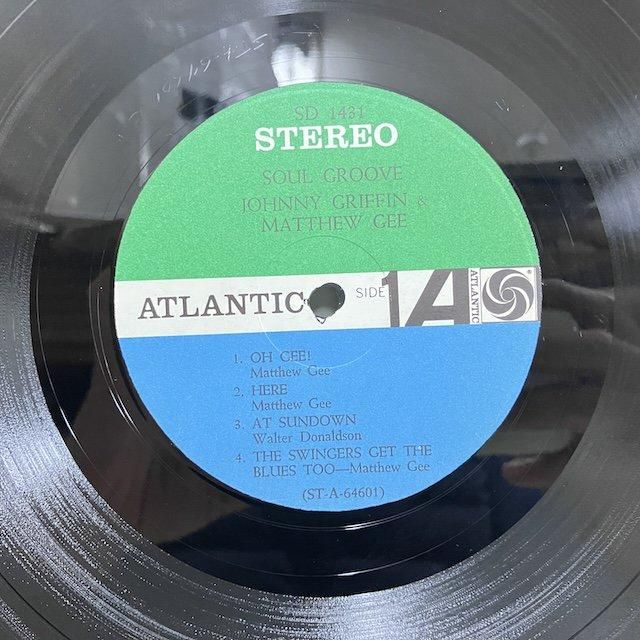 SD 1431
STEREO
SOUL GROOVE
JOHNNY GRIFFIN &
MATTHEW GEE
ATLANTIC
SIDE 1
A ATLANTIC
1. OH GEE!
Matthew Gee
2. HERE
Matthew Gee
3. AT SUNDOWN
Walter Donaldson
4. THE SWINGERS GET THE
BLUES TOO—Matthew Gee
(ST-A-64601)